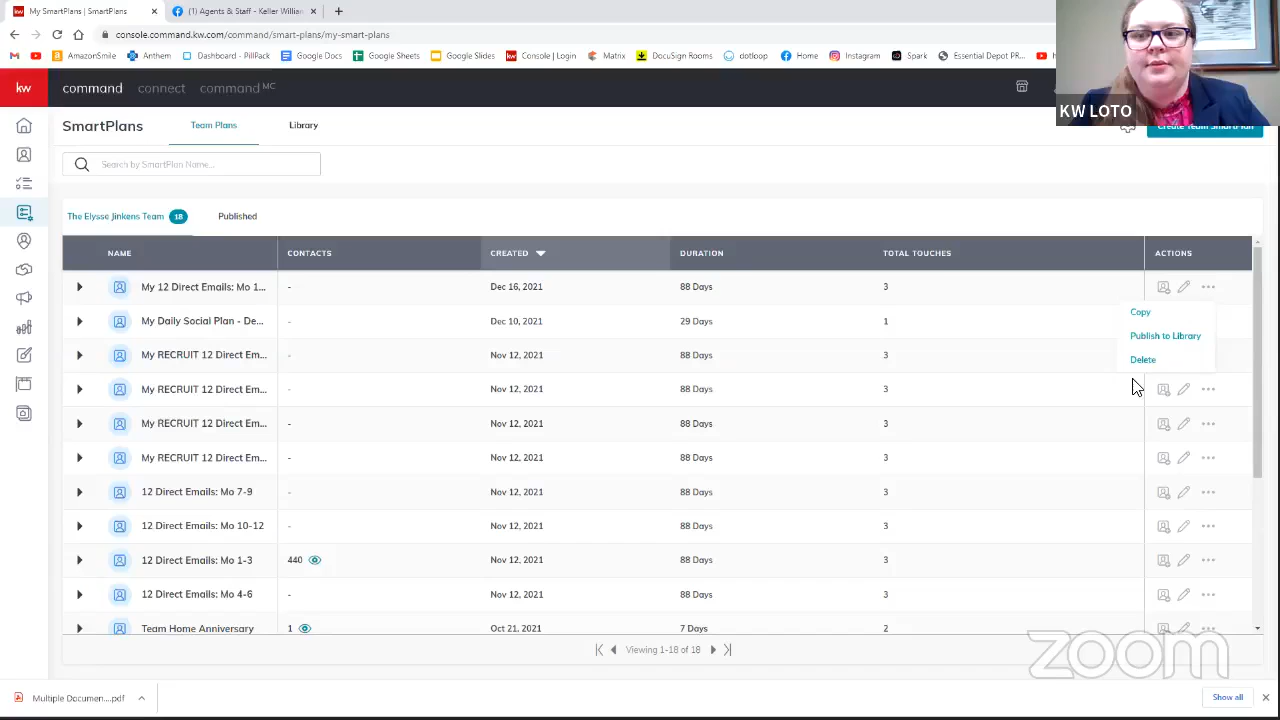 My SmartPlans | SmartPlans
(1) Agents & Staff - Keller Willian
console.command.kw.com/command/smart-plans/my-smart-plans
AmazonSmile
Anthem
Dashboard - PillPack
Google Docs
Google Sheets
Google Slides
Console | Login
Matrix
DocuSign Rooms
dotloop
Home
Instagram
Spark
Essential Depot PR...
kw
command
connect
command MC
KW LOTO
SmartPlans
Team Plans
Library
Create Team SmartPlan
Search by SmartPlan Name...
The Elysse Jinkens Team 18
Published
NAME CONTACTS CREATED DURATION TOTAL TOUCHES ACTIONS
My 12 Direct Emails: Mo 1... - Dec 16, 2021 88 Days 3
Copy
My Daily Social Plan - De... - Dec 10, 2021 29 Days 1
Publish to Library
My RECRUIT 12 Direct Em... - Nov 12, 2021 88 Days 3
Delete
My RECRUIT 12 Direct Em... - Nov 12, 2021 88 Days 3
My RECRUIT 12 Direct Em... - Nov 12, 2021 88 Days 3
My RECRUIT 12 Direct Em... - Nov 12, 2021 88 Days 3
12 Direct Emails: Mo 7-9 - Nov 12, 2021 88 Days 3
12 Direct Emails: Mo 10-12 - Nov 12, 2021 88 Days 3
12 Direct Emails: Mo 1-3 440 Nov 12, 2021 88 Days 3
12 Direct Emails: Mo 4-6 - Nov 12, 2021 88 Days 3
Team Home Anniversary 1 Oct 21, 2021 7 Days 2
Viewing 1-18 of 18
zoom
Multiple Documen....pdf
Show all